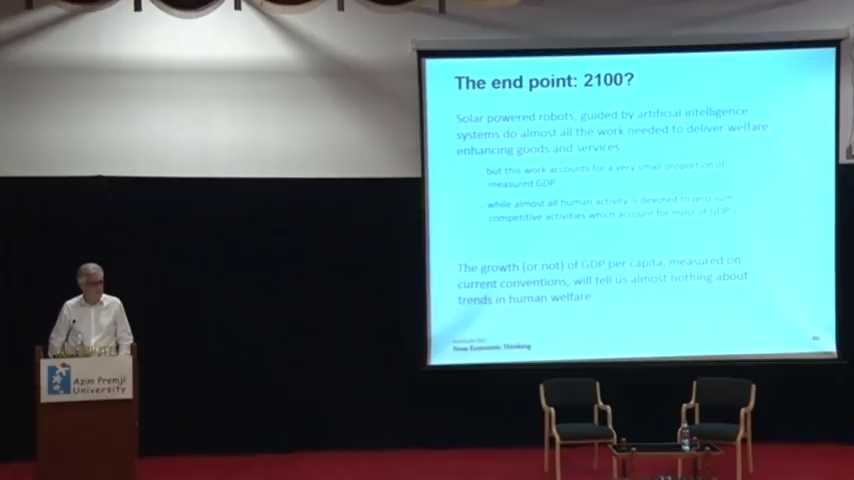 The end point: 2100?
Solar powered robots, guided by artificial intelligence
systems do almost all the work needed to deliver welfare
enhancing goods and services
but this work accounts for a very small proportion of
measured GDP
... while almost all human activity is devoted to zero-sum
competitive activities which account for most of GDP
The growth (or not) of GDP per capita, measured on
current conventions, will tell us almost nothing about
trends in human welfare
New Economic Thinking
Azim Premji
University